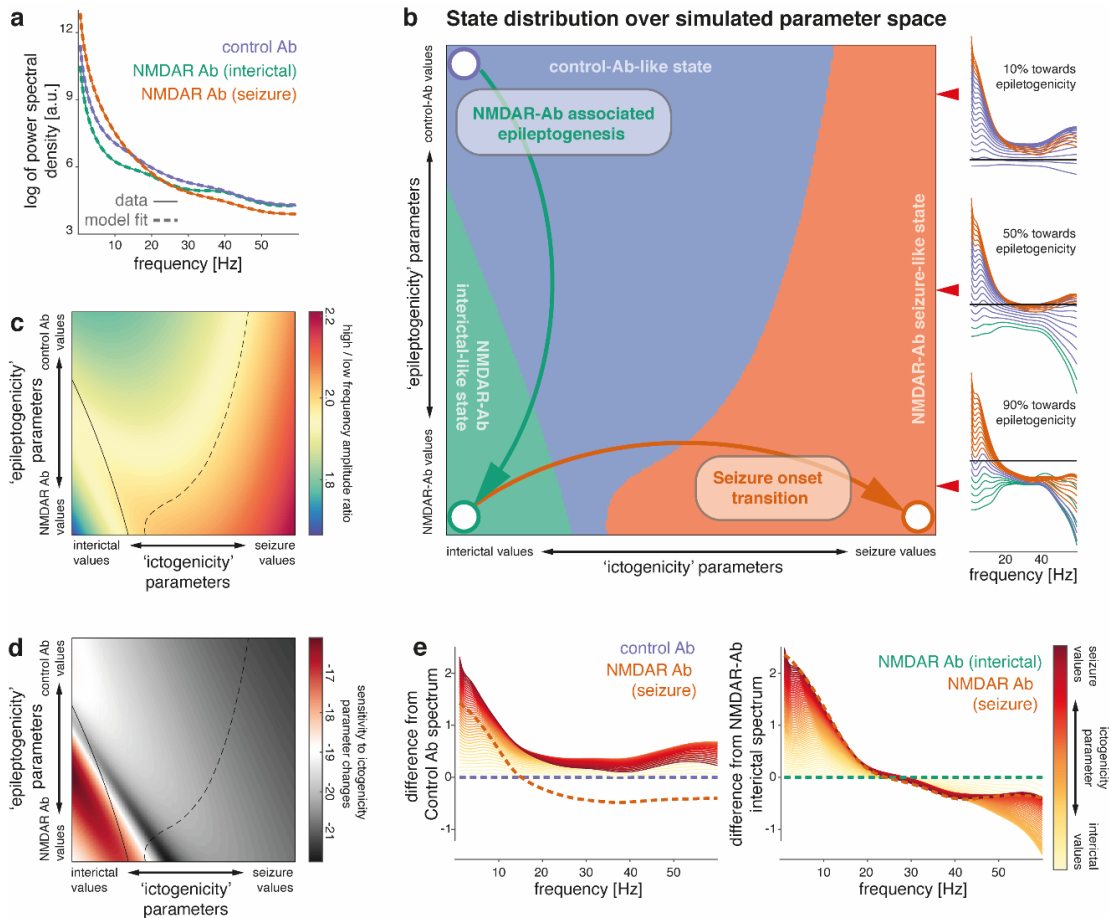 a
12
9
6
3
log of power spectral
density [a.u.]
control Ab
NMDAR Ab (interictal)
NMDAR Ab (seizure)
data
model fit
10 20 30 40 50
frequency [Hz]
b State distribution over simulated parameter space
control-Ab values
'epileptogenicity' parameters
NMDAR-Ab values
control-Ab-like state
NMDAR-Ab associated
epileptogenesis
NMDAR-Ab
interictal-like state
NMDAR-Ab seizure-like state
Seizure onset
transition
interictal values
seizure values
'ictogenicity' parameters
10% towards
epiletogenicity
50% towards
epiletogenicity
90% towards
epiletogenicity
20 40
frequency [Hz]
c
control Ab
values
'epileptogenicity'
parameters
NMDAR Ab
values
interictal
values
seizure
values
'ictogenicity'
parameters
2.2
2.0
1.8
high / low frequency amplitude ratio
d
control Ab
values
'epileptogenicity'
parameters
NMDAR Ab
values
interictal
values
seizure
values
'ictogenicity'
parameters
-17
-18
-19
-20
-21
sensitivity to ictogenicity
parameter changes
e
control Ab
NMDAR Ab
(seizure)
2
1
0
-1
difference from
Control Ab spectrum
10 20 30 40 50
frequency [Hz]
NMDAR Ab (interictal)
NMDAR Ab
(seizure)
2
1
0
-1
difference from NMDAR-Ab
interictal spectrum
10 20 30 40 50
frequency [Hz]
seizure
values
ictogenicity
parameter
interictal
values